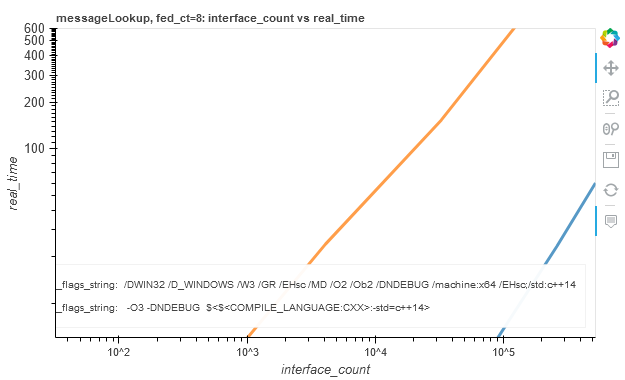 messageLookup, fed_ct=8: interface_count vs real_time
600
500
400
300
200
100
real_time
_flags_string: /DWIN32 /D_WINDOWS /W3 /GR /EHsc /MD /O2 /Ob2 /DNDEBUG /machine:x64 /EHsc;/std:c++14
_flags_string: -O3 -DNDEBUG $<$<COMPILE_LANGUAGE:CXX>:-std=c++14>
10^2
10^3
10^4
10^5
interface_count